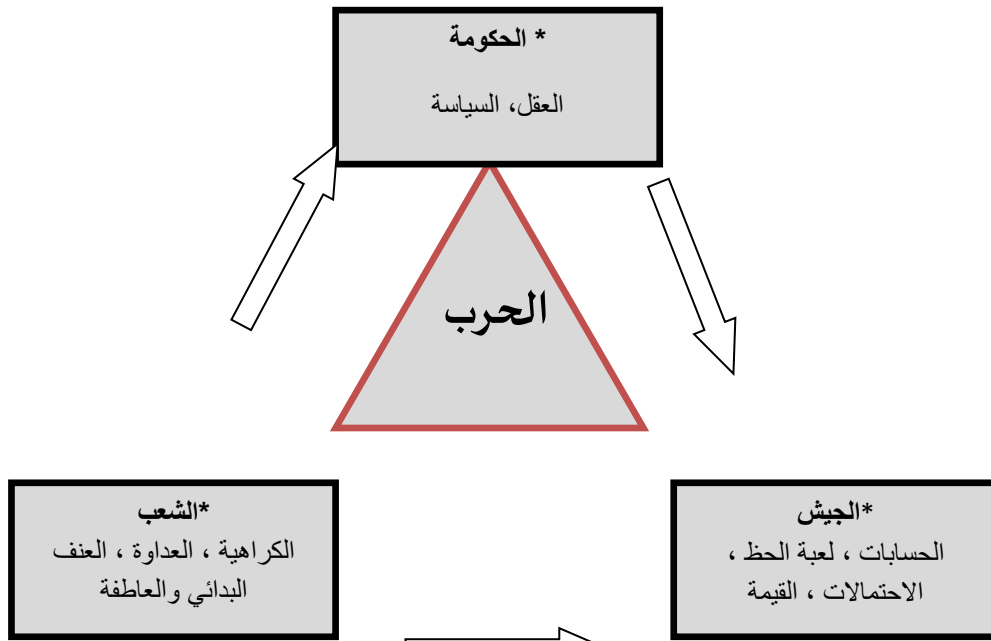 * الحكومة
العقل، السياسة
الحرب
*الجيش
الحسابات ، لعبة الحظ ،
الاحتمالات ، القيمة
*الشعب
الكراهية ، العداوة ، العنف
البدائي والعاطفة